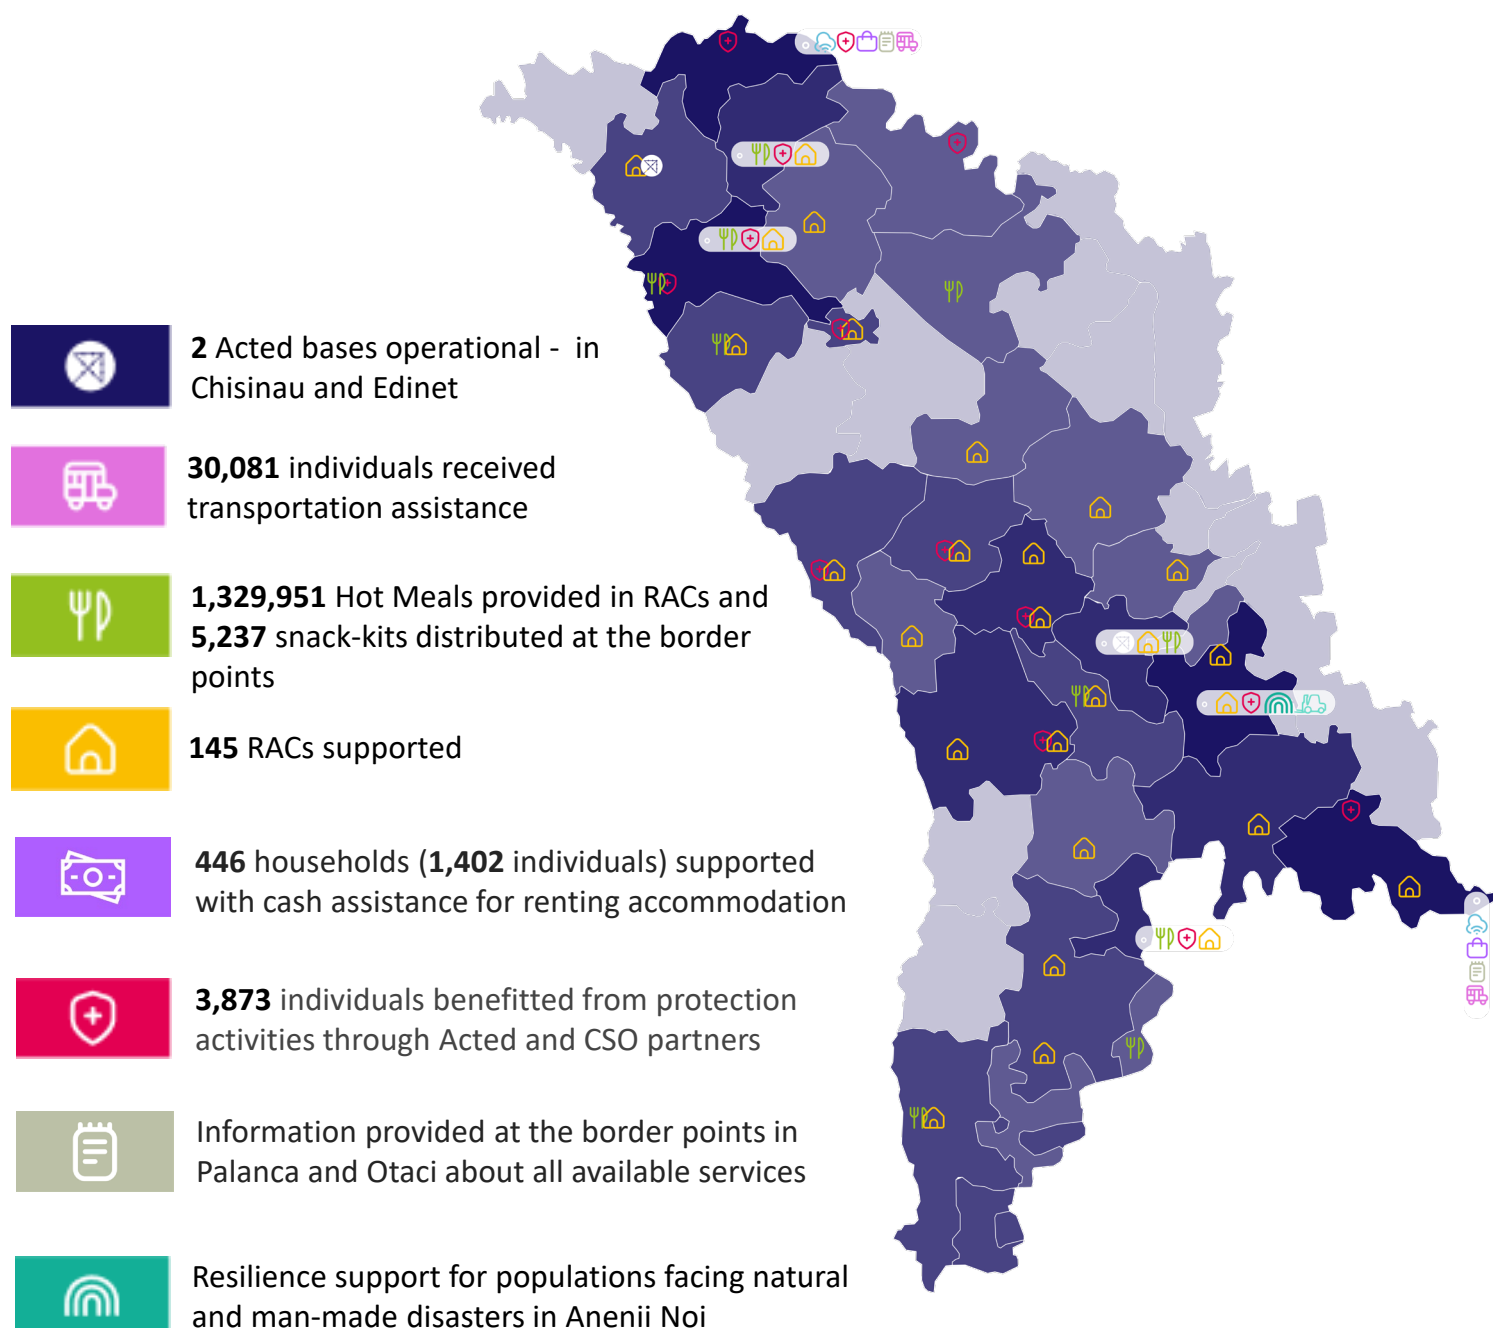 2 Acted bases operational -  in
Chisinau and Edinet
30,081 individuals received
transportation assistance
1,329,951 Hot Meals provided in RACs and
5,237 snack-kits distributed at the border
points
145 RACs supported
446 households (1,402 individuals) supported
with cash assistance for renting accommodation
3,873 individuals benefitted from protection
activities through Acted and CSO partners
Information provided at the border points in
Palanca and Otaci about all available services
Resilience support for populations facing natural
and man-made disasters in Anenii Noi